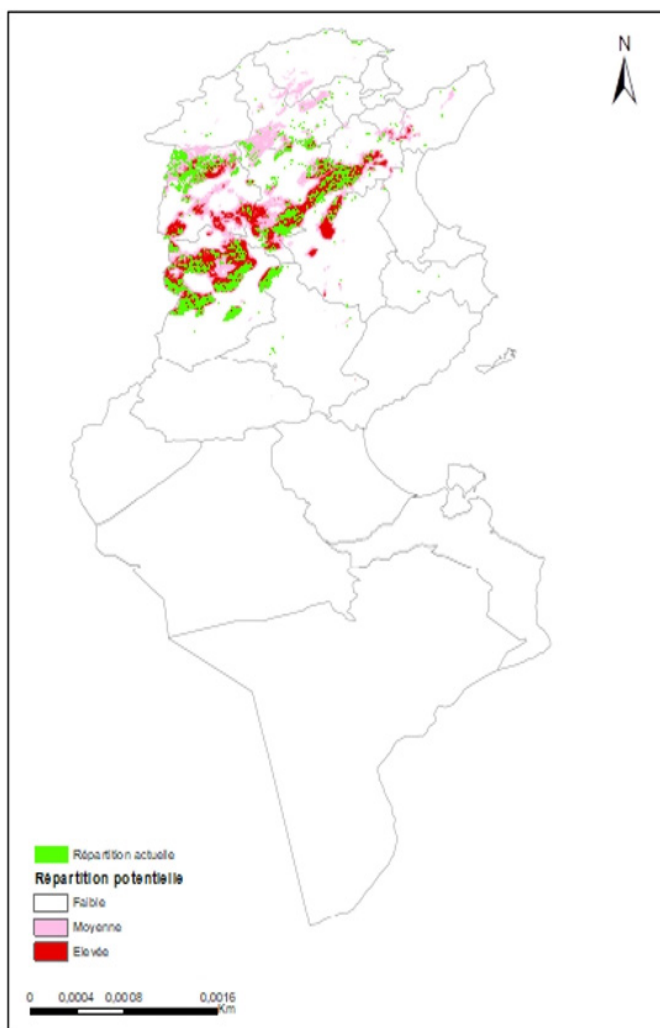 N
Répartition actuelle
Répartition potentielle
Faible
Moyenne
Elevée
0 0,0004 0,0008 0,0016
Km